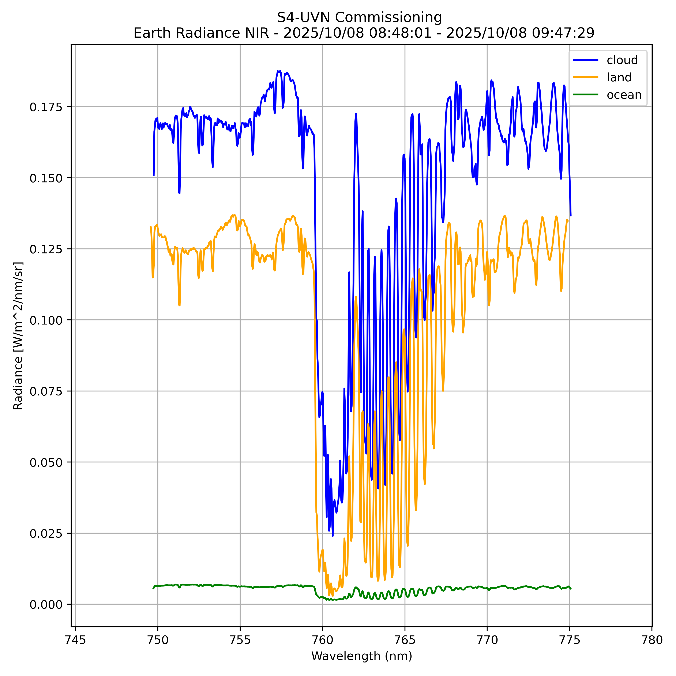 S4-UVN Commissioning
Earth Radiance NIR - 2025/10/08 08:48:01 - 2025/10/08 09:47:29
cloud
land
ocean
Radiance [W/m^2/nm/sr]
0.175
0.150
0.125
0.100
0.075
0.050
0.025
0.000
745 750 755 760 765 770 775 780
Wavelength (nm)